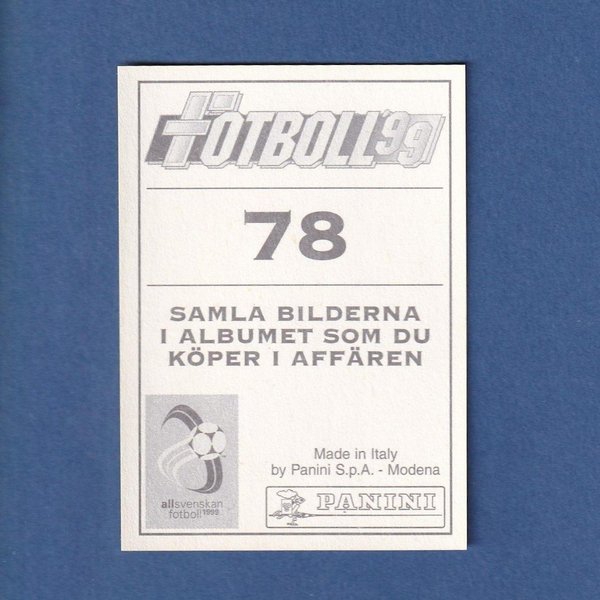 FOTBOLL '99
78
SAMLA BILDERNA
I ALBUMET SOM DU
KÖPER I AFFÄREN
allsvenskan
fotboll 1999
Made in Italy
by Panini S.p.A. - Modena
PANINI